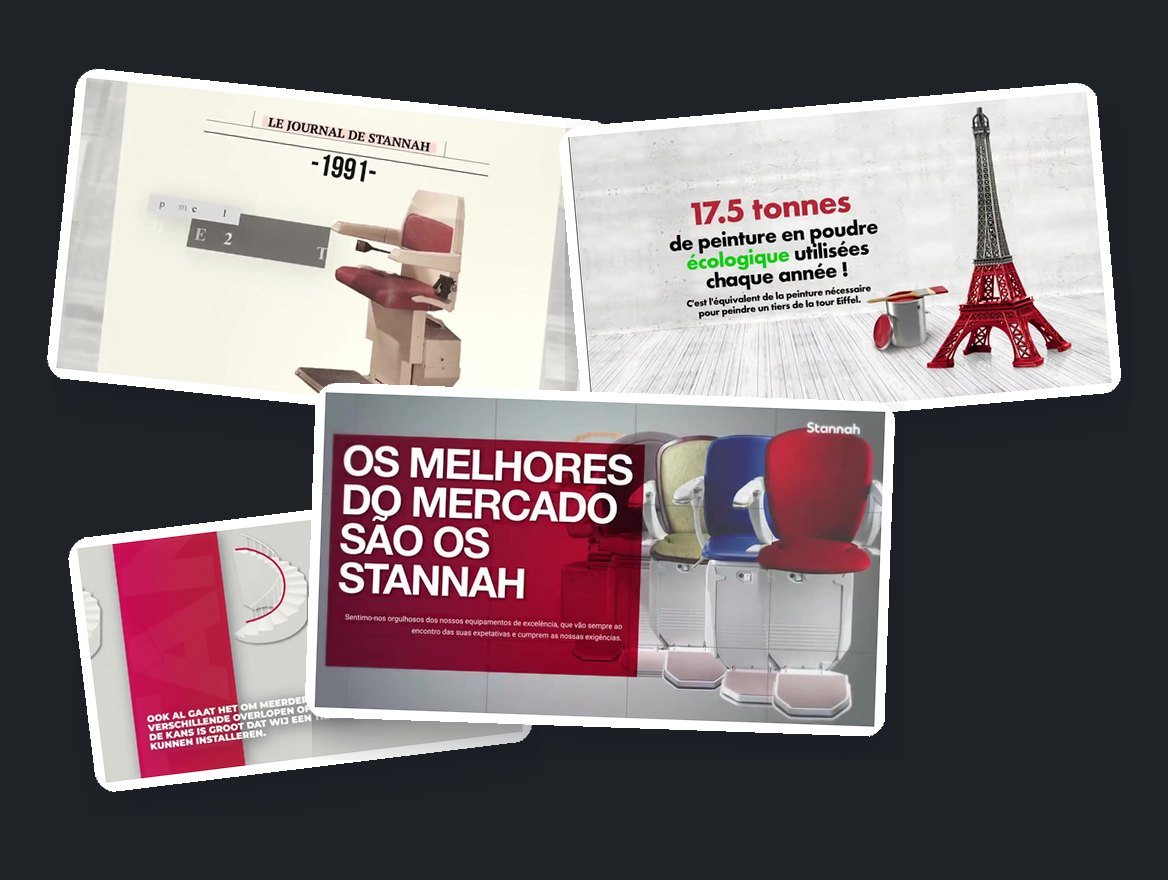 LE JOURNAL DE STANNAH
-1991-
17.5 tonnes
de peinture en poudre
écologique utilisées
chaque année !
C'est l'équivalent de la peinture nécessaire
pour peindre un tiers de la tour Eiffel.
Stannah
OS MELHORES
DO MERCADO
SÃO OS
STANNAH
Sentimo-nos orgulhosos dos nossos equipamentos de excelência, que vão sempre ao
encontro das suas expetativas e cumprem as nossas exigências.
OOK AL GAAT HET OM MEERDER
VERSCHILLENDE OVERLOPEN OF
DE KANS IS GROOT DAT WIJ EEN
KUNNEN INSTALLEREN.